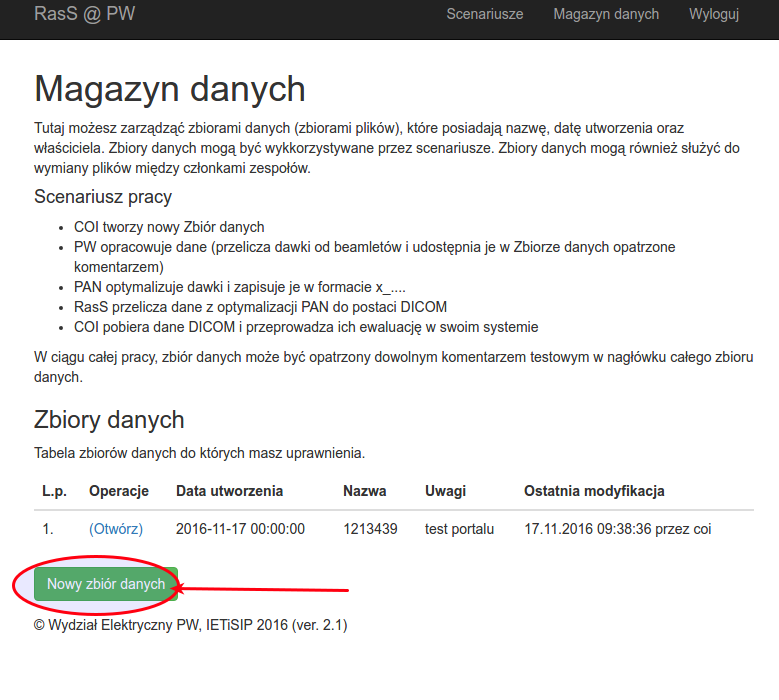 RasS @ PW Scenariusze Magazyn danych Wyloguj
Magazyn danych
Tutaj możesz zarządząć zbiorami danych (zbiorami plików), które posiadają nazwę, datę utworzenia oraz
właściciela. Zbiory danych mogą być wykkorzystywane przez scenariusze. Zbiory danych mogą również służyć do
wymiany plików między członkami zespołów.
Scenariusz pracy
• COI tworzy nowy Zbiór danych
• PW opracowuje dane (przelicza dawki od beamletów i udostępnia je w Zbiorze danych opatrzone
komentarzem)
• PAN optymalizuje dawki i zapisuje je w formacie x_....
• RasS przelicza dane z optymalizacji PAN do postaci DICOM
• COI pobiera dane DICOM i przeprowadza ich ewaluację w swoim systemie
W ciągu całej pracy, zbiór danych może być opatrzony dowolnym komentarzem testowym w nagłówku całego zbioru
danych.
Zbiory danych
Tabela zbiorów danych do których masz uprawnienia.
L.p. Operacje Data utworzenia Nazwa Uwagi Ostatnia modyfikacja
1. (Otwórz) 2016-11-17 00:00:00 1213439 test portalu 17.11.2016 09:38:36 przez coi
Nowy zbiór danych
© Wydział Elektryczny PW, IETiSIP 2016 (ver. 2.1)